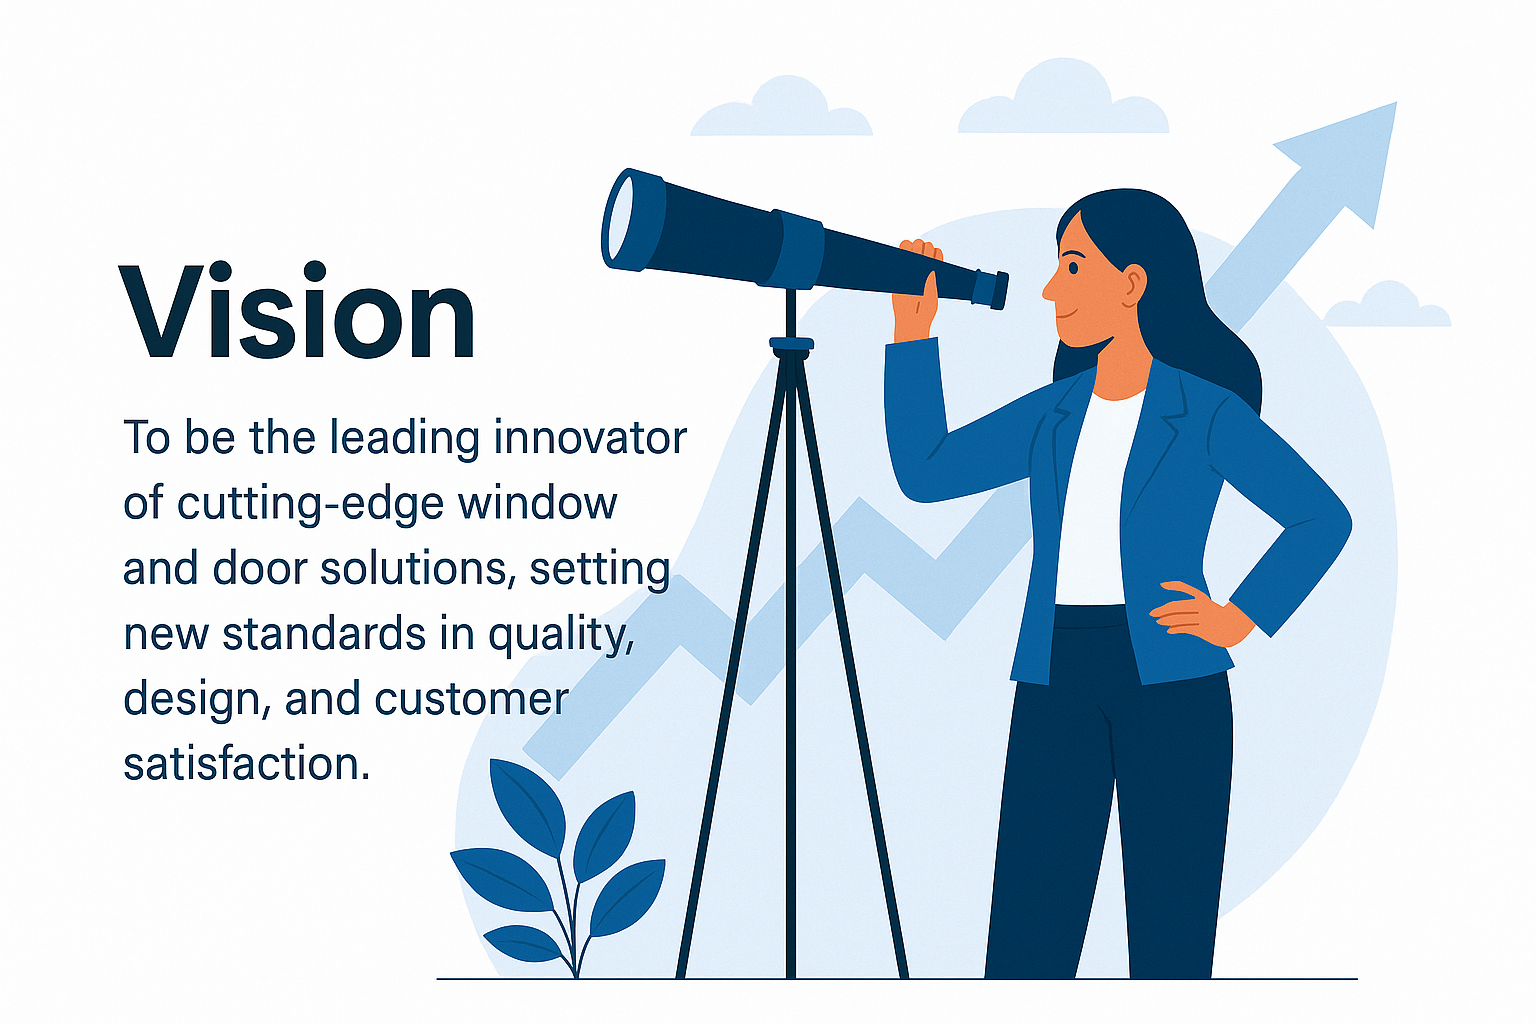 Vision
To be the leading innovator
of cutting-edge window
and door solutions, setting
new standards in quality,
design, and customer
satisfaction.